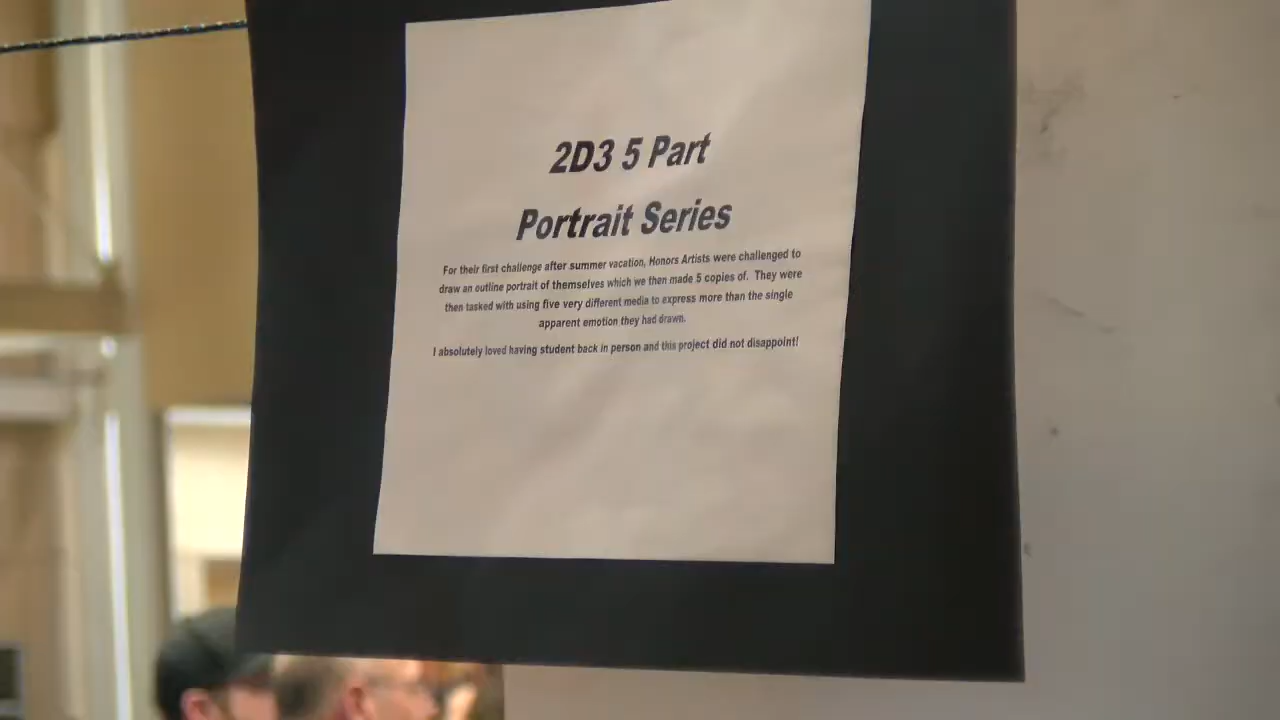 2D3 5 Part
Portrait Series
For their first challenge after summer vacation, Honors Artists were challenged to
draw an outline portrait of themselves which we then made 5 copies of. They were
then tasked with using five very different media to express more than the single
apparent emotion they had drawn.
I absolutely loved having student back in person and this project did not disappoint!